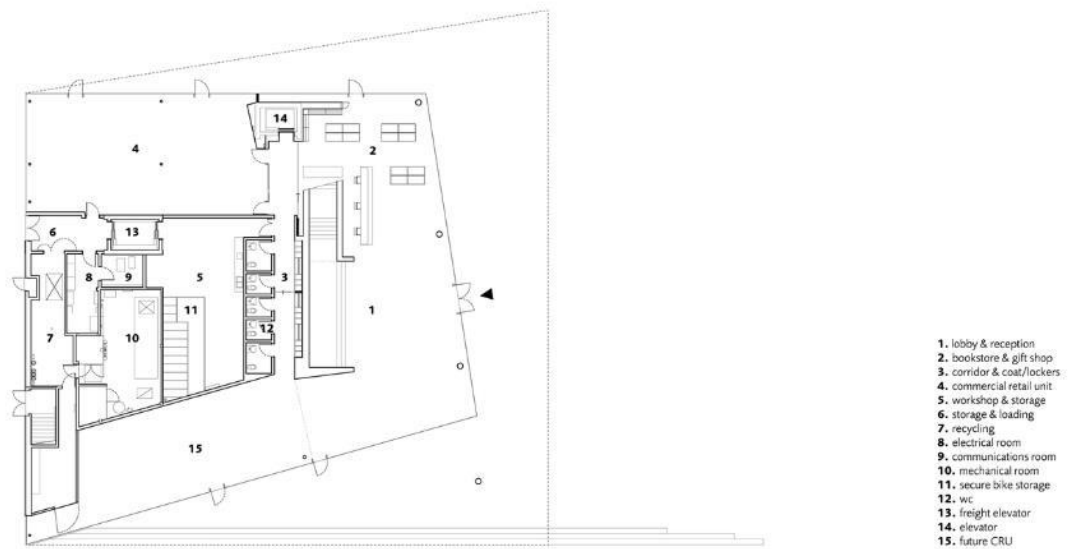 14
2
4
6
13
8
9
5
3
11
1
12
7
10
15
1. lobby & reception
2. bookstore & gift shop
3. corridor & coat/lockers
4. commercial retail unit
5. workshop & storage
6. storage & loading
7. recycling
8. electrical room
9. communications room
10. mechanical room
11. secure bike storage
12. wc
13. freight elevator
14. elevator
15. future CRU